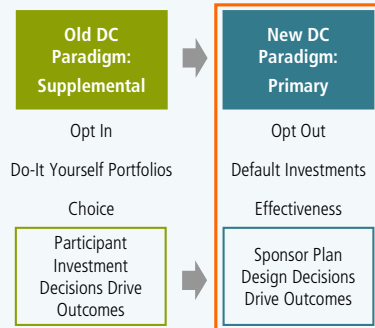 Old DC
Paradigm:
Supplemental
New DC
Paradigm:
Primary
Opt In
Opt Out
Do-It Yourself Portfolios
Default Investments
Choice
Effectiveness
Participant
Investment
Decisions Drive
Outcomes
Sponsor Plan
Design Decisions
Drive Outcomes